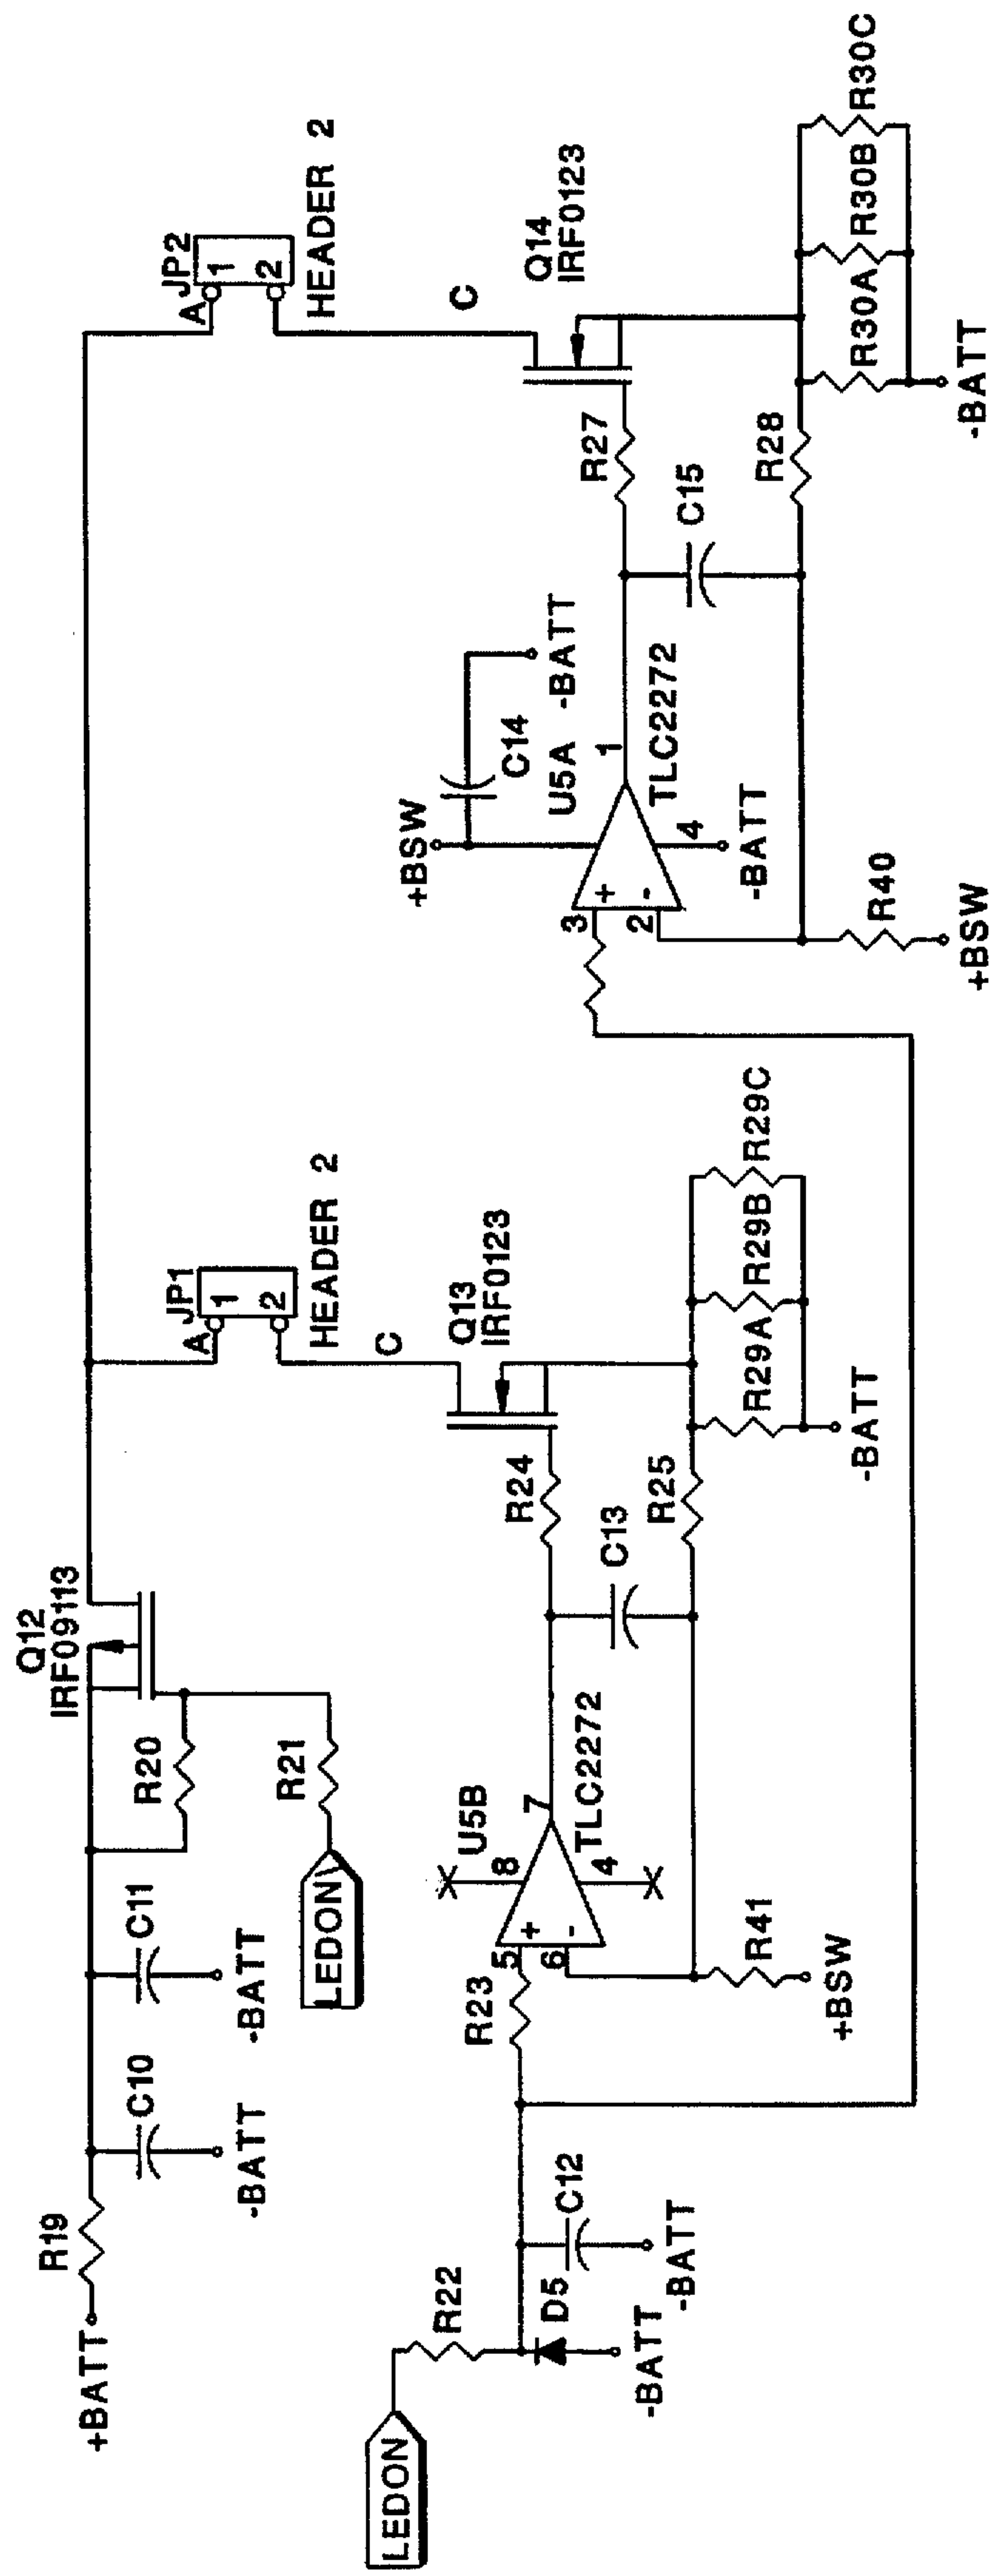 +BATT
R19
C10
-BATT
C11
-BATT
R20
Q12
IRF09113
R21
LEDON
JP1
A
1
2
HEADER 2
C
JP2
A
1
2
HEADER 2
C
LEDON
R22
D5
-BATT
C12
-BATT
R23
5
6
+
-
8
4
U5B
7
TLC2272
R41
+BSW
C13
R24
R25
Q13
IRF0123
R29A
R29B
R29C
-BATT
3
2
+
-
+BSW
C14
-BATT
U5A
1
TLC2272
4
-BATT
R40
+BSW
C15
R27
R28
Q14
IRF0123
R30A
R30B
R30C
-BATT